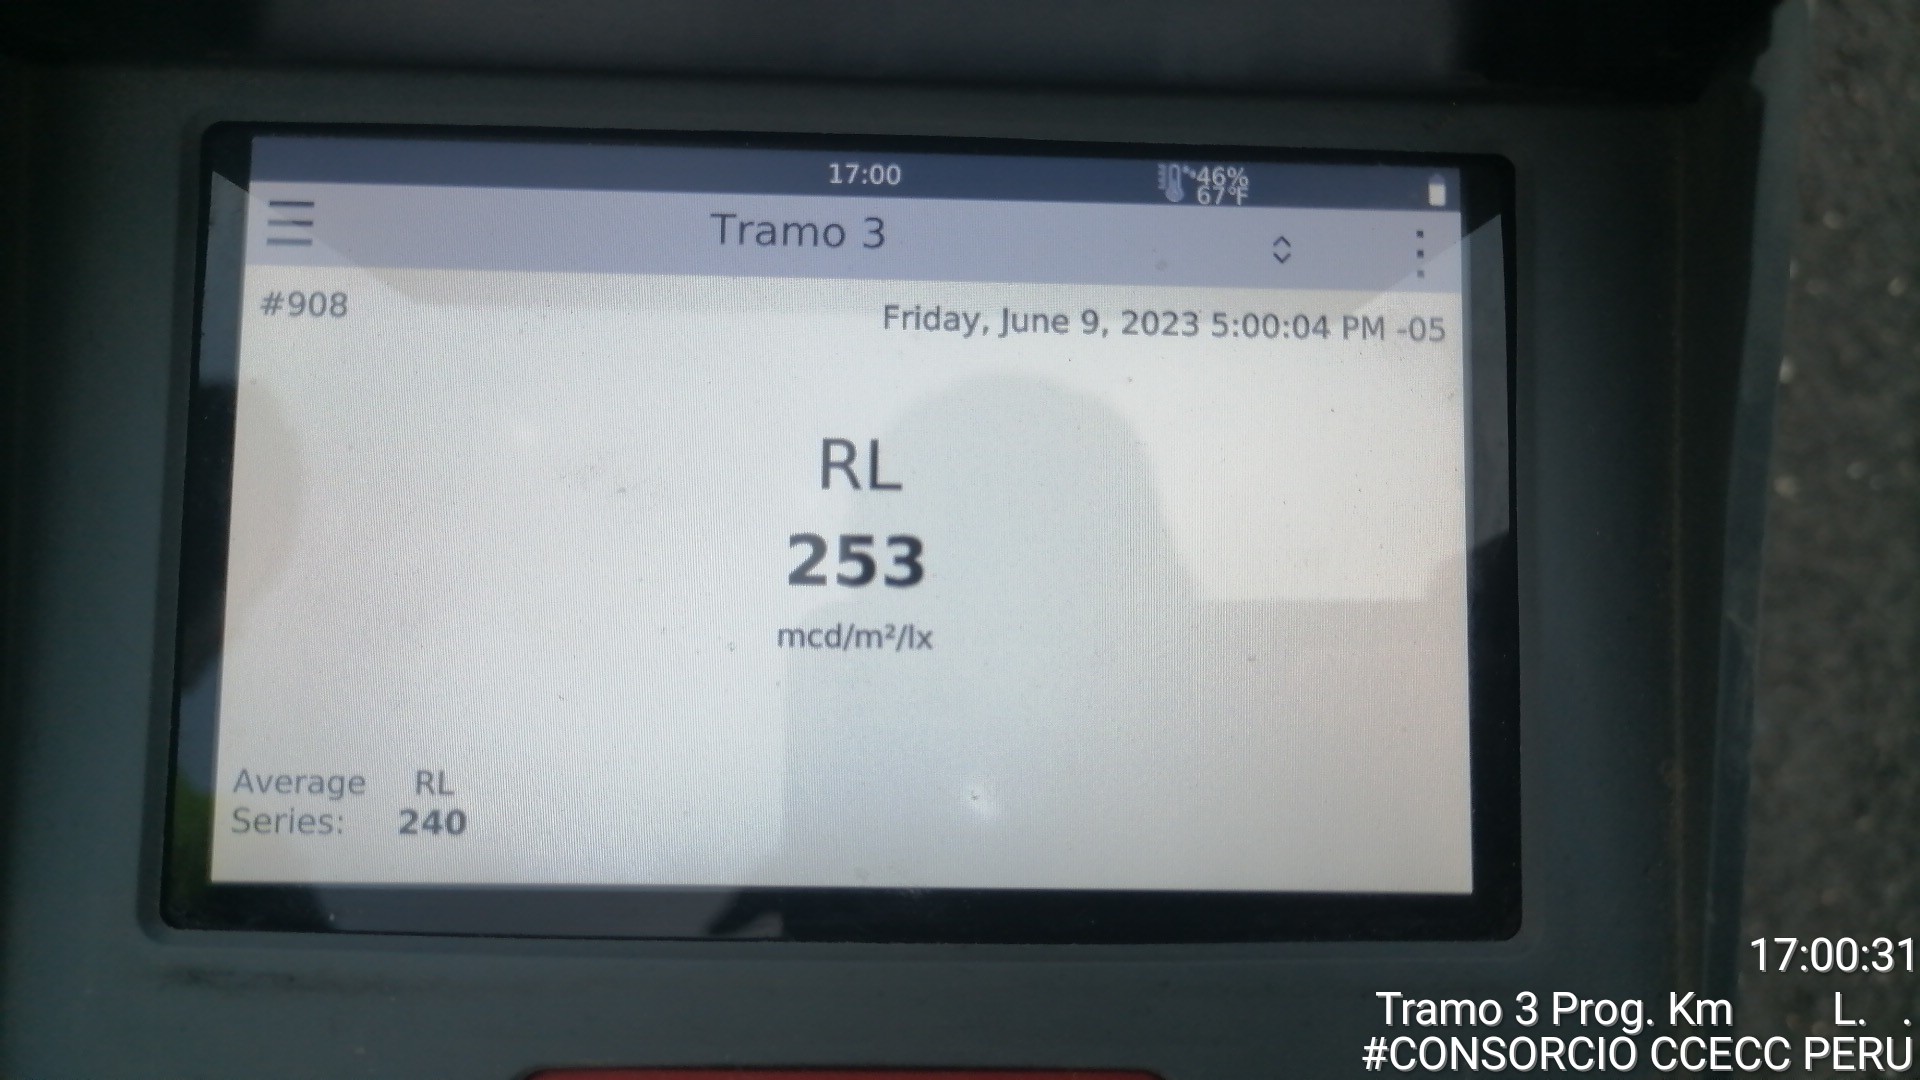 17:00
46%
67°F
Tramo 3
#908
Friday, June 9, 2023 5:00:04 PM -05
RL
253
mcd/m²/lx
Average RL
Series: 240
17:00:31
Tramo 3 Prog. Km L. .
#CONSORCIO CCECC PERU